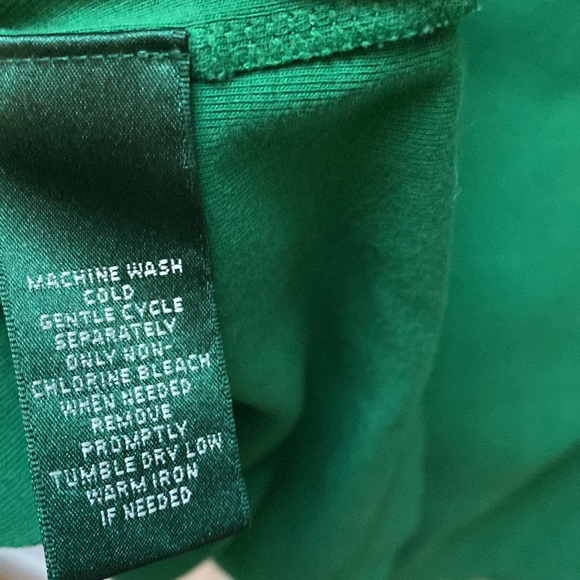 MACHINE WASH
COLD
GENTLE CYCLE
SEPARATELY
ONLY NON-
CHLORINE BLEACH
WHEN NEEDED
REMOVE
PROMPTLY
TUMBLE DRY LOW
WARM IRON
IF NEEDED